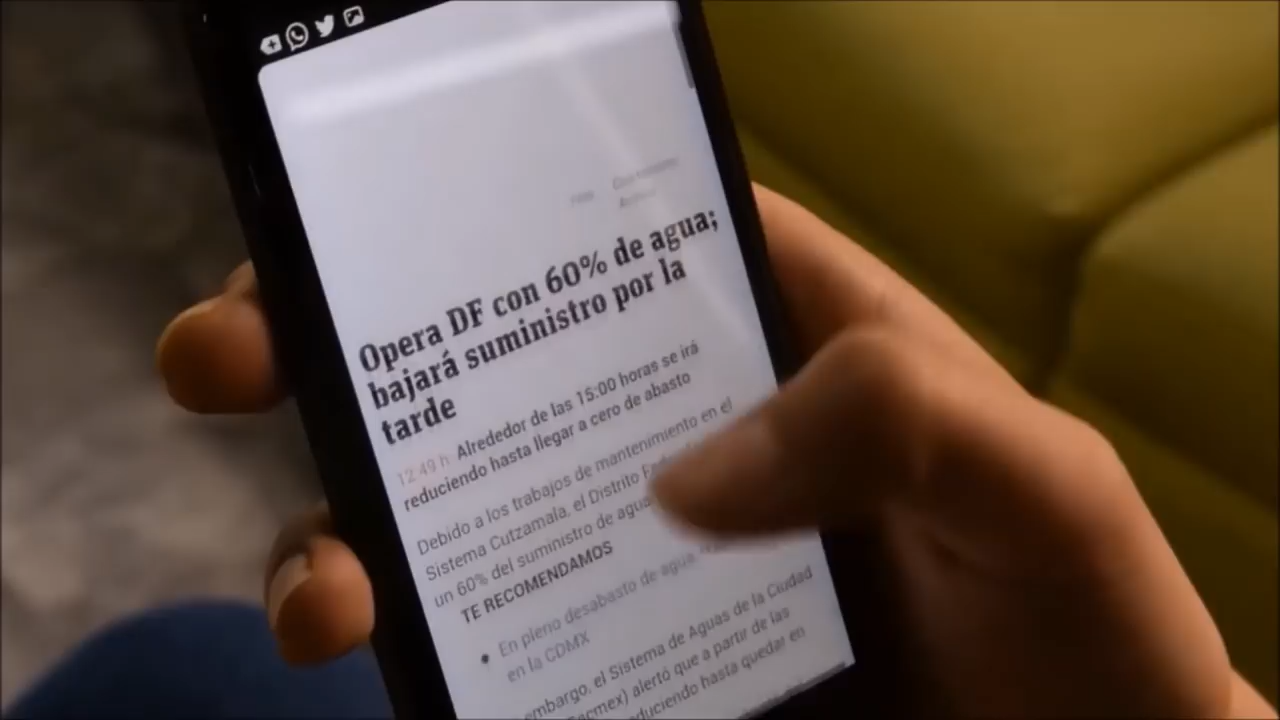 Opera DF con 60% de agua;
bajará suministro por la
tarde
12:49 h Alrededor de las 15:00 horas se irá
reduciendo hasta llegar a cero de abasto
Debido a los trabajos de mantenimiento en el
Sistema Cutzamala, el Distrito
un 60% del suministro de agua
TE RECOMENDAMOS
En pleno desabasto de agua
en la CDMX
embargo, el Sistema de Aguas de la Ciudad
alertó que a partir de las
reduciendo hasta quedar en